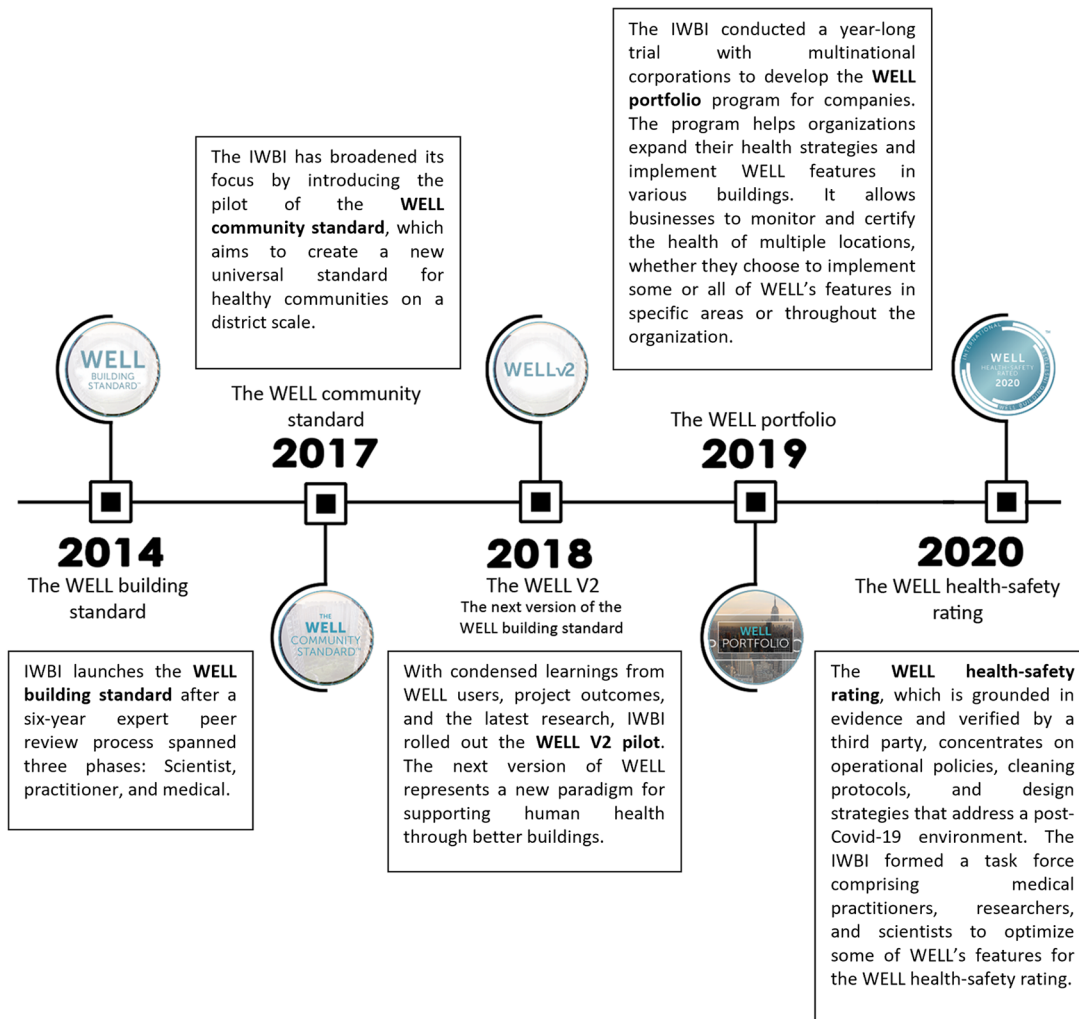 The IWBI conducted a year-long
trial with multinational
corporations to develop the WELL
portfolio program for companies.
The program helps organizations
expand their health strategies and
implement WELL features in
various buildings. It allows
businesses to monitor and certify
the health of multiple locations,
whether they choose to implement
some or all of WELL's features in
specific areas or throughout the
organization.
The IWBI has broadened its
focus by introducing the
pilot of the WELL
community standard, which
aims to create a new
universal standard for
healthy communities on a
district scale.
WELL
BUILDING
STANDARD™
WELLv2
INTERNATIONAL
WELL BUILDING
WELL
HEALTH-SAFETY
RATED
2020
™
The WELL community
standard
2017
The WELL portfolio
2019
2014
The WELL building
standard
2018
The WELL V2
The next version of the
WELL building standard
2020
The WELL health-safety
rating
THE
WELL
COMMUNITY
STANDARD™
WELL
PORTFOLIO
IWBI launches the WELL
building standard after a
six-year expert peer
review process spanned
three phases: Scientist,
practitioner, and medical.
With condensed learnings from
WELL users, project outcomes,
and the latest research, IWBI
rolled out the WELL V2 pilot.
The next version of WELL
represents a new paradigm for
supporting human health
through better buildings.
The WELL health-safety
rating, which is grounded in
evidence and verified by a
third party, concentrates on
operational policies, cleaning
protocols, and design
strategies that address a post-
Covid-19 environment. The
IWBI formed a task force
comprising medical
practitioners, researchers,
and scientists to optimize
some of WELL's features for
the WELL health-safety rating.